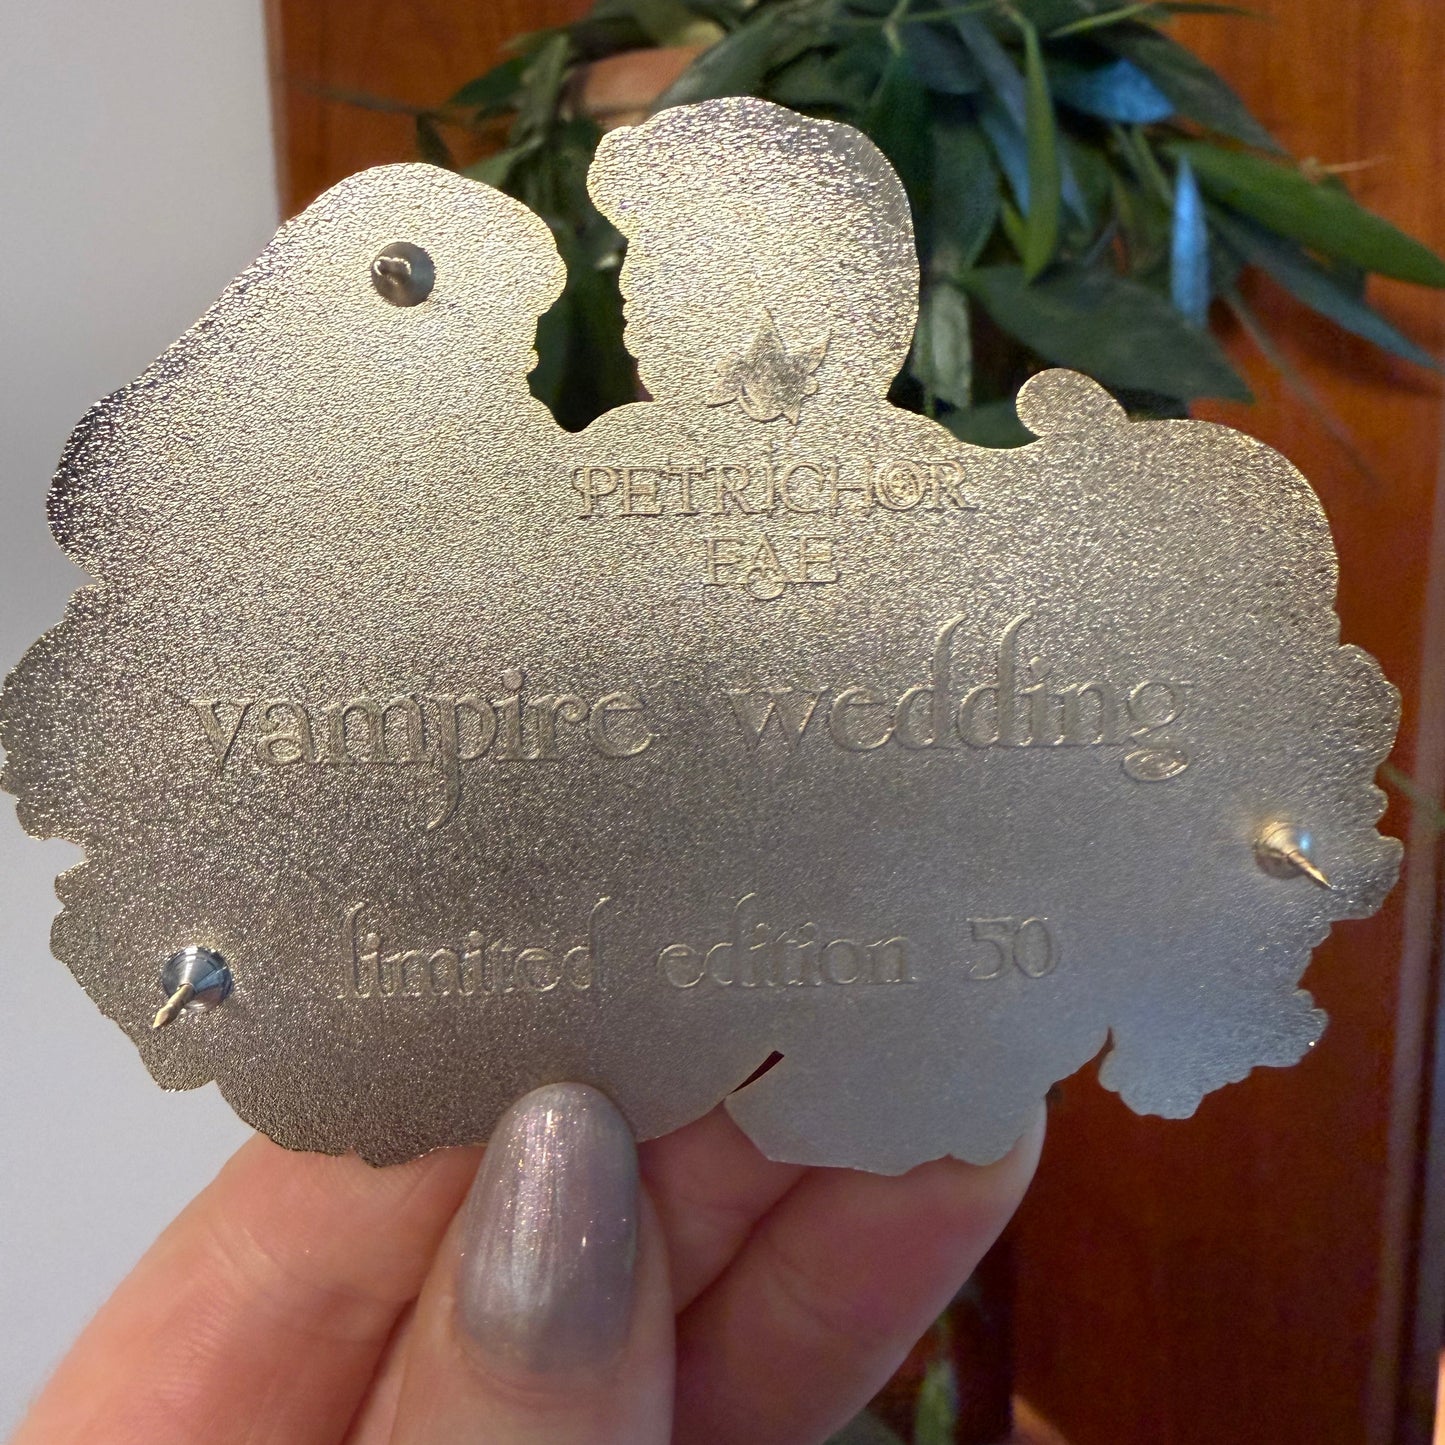 PETRICHOR
FAE
vampire wedding
limited edition 50